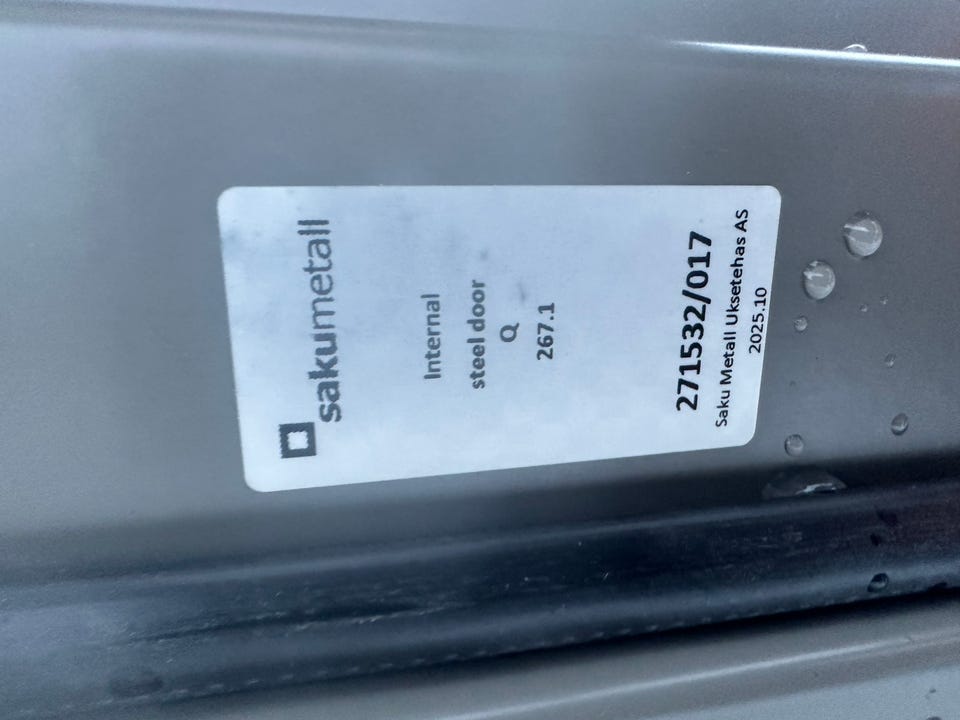 sakumetall
Internal
steel door
Q
267.1
271532/017
Saku Metall Uksetehas AS
2025.10